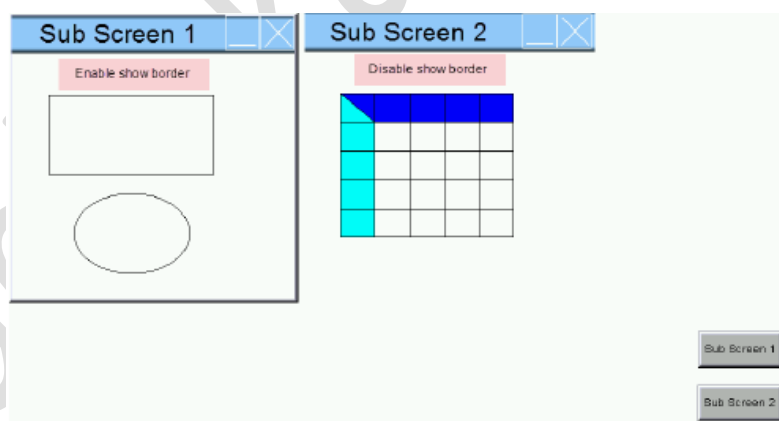 Sub Screen 1
Sub Screen 2
Enable show border
Disable show border
Sub Screen 1
Sub Screen 2